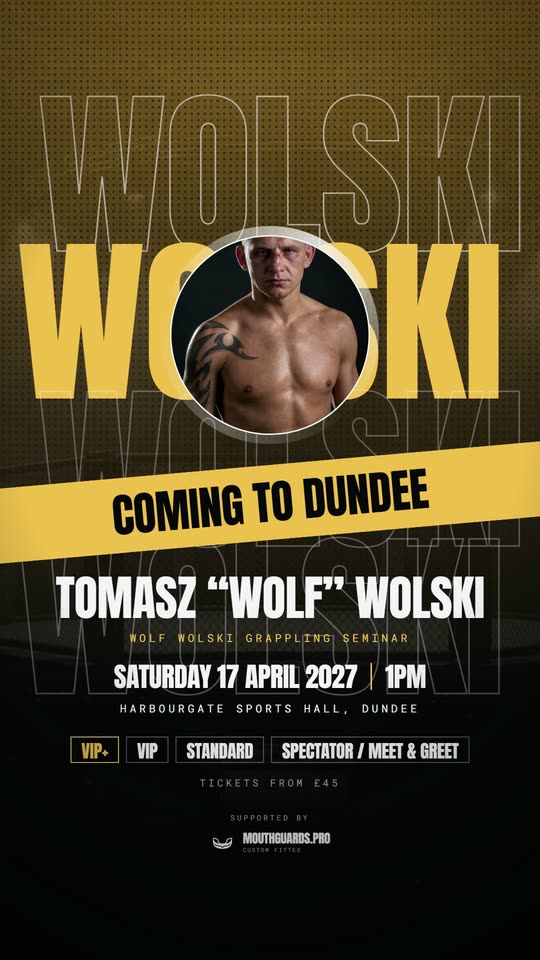 WOLSKI
WOLSKI
WOLSKI
COMING TO DUNDEE
WOLSKI
TOMASZ “WOLF” WOLSKI
WOLF WOLSKI GRAPPLING SEMINAR
SATURDAY 17 APRIL 2027 | 1PM
HARBOURGATE SPORTS HALL, DUNDEE
VIP+ VIP STANDARD SPECTATOR / MEET & GREET
TICKETS FROM £45
SUPPORTED BY
MOUTHGUARDS.PRO
CUSTOM FITTED